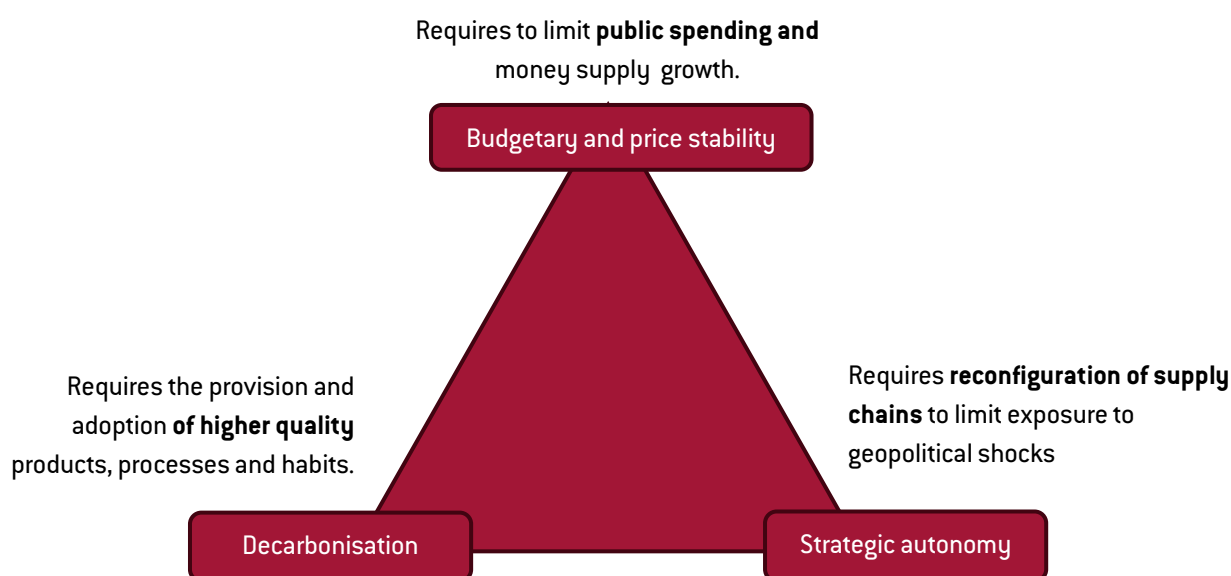 Requires to limit public spending and
money supply growth.
Budgetary and price stability
Requires the provision and
adoption of higher quality
products, processes and habits.
Requires reconfiguration of supply
chains to limit exposure to
geopolitical shocks
Decarbonisation
Strategic autonomy